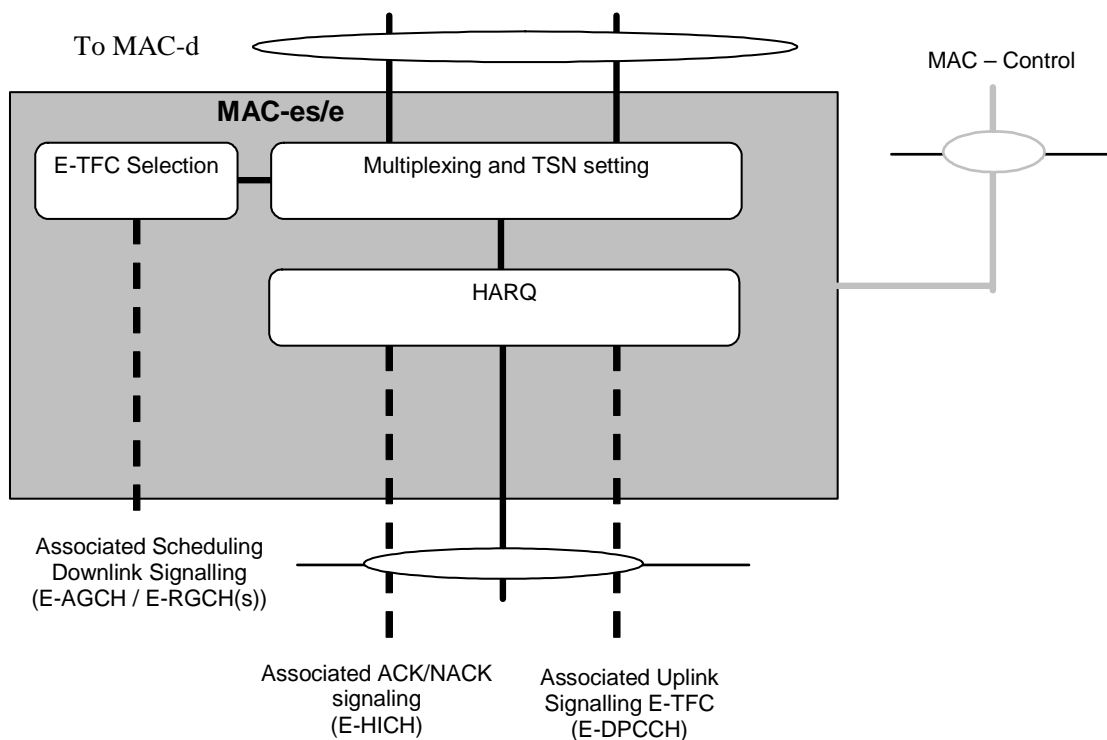 To MAC-d
MAC – Control
MAC-es/e
E-TFC Selection
Multiplexing and TSN setting
HARQ
Associated Scheduling
Downlink Signalling
(E-AGCH / E-RGCH(s))
Associated ACK/NACK
signaling
(E-HICH)
Associated Uplink
Signalling E-TFC
(E-DPCCH)